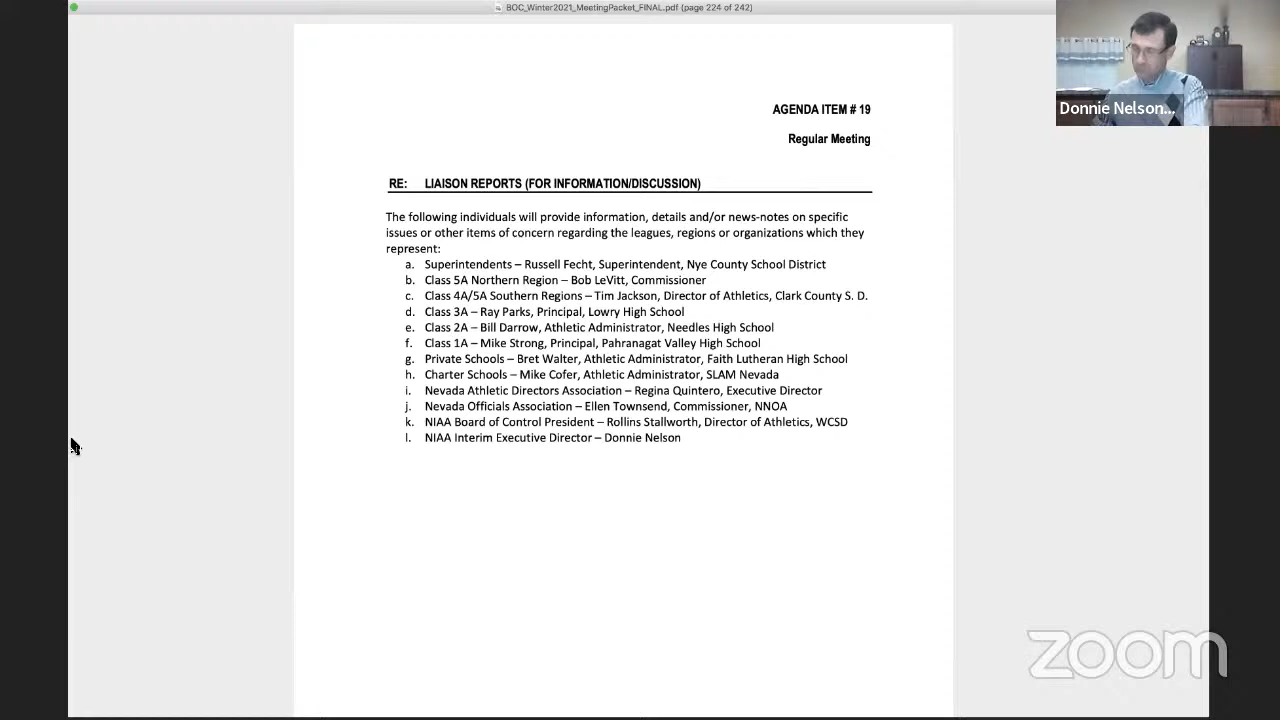 BOC_Winter2021_MeetingPacket_FINAL.pdf (page 224 of 242)
Donnie Nelson...
AGENDA ITEM # 19
Regular Meeting
RE: LIAISON REPORTS (FOR INFORMATION/DISCUSSION)
The following individuals will provide information, details and/or news-notes on specific
issues or other items of concern regarding the leagues, regions or organizations which they
represent:
a. Superintendents – Russell Fecht, Superintendent, Nye County School District
b. Class 5A Northern Region – Bob LeVitt, Commissioner
c. Class 4A/5A Southern Regions – Tim Jackson, Director of Athletics, Clark County S. D.
d. Class 3A – Ray Parks, Principal, Lowry High School
e. Class 2A – Bill Darrow, Athletic Administrator, Needles High School
f. Class 1A – Mike Strong, Principal, Pahranagat Valley High School
g. Private Schools – Bret Walter, Athletic Administrator, Faith Lutheran High School
h. Charter Schools – Mike Cofer, Athletic Administrator, SLAM Nevada
i. Nevada Athletic Directors Association – Regina Quintero, Executive Director
j. Nevada Officials Association – Ellen Townsend, Commissioner, NNOA
k. NIAA Board of Control President – Rollins Stallworth, Director of Athletics, WCSD
l. NIAA Interim Executive Director – Donnie Nelson
zoom